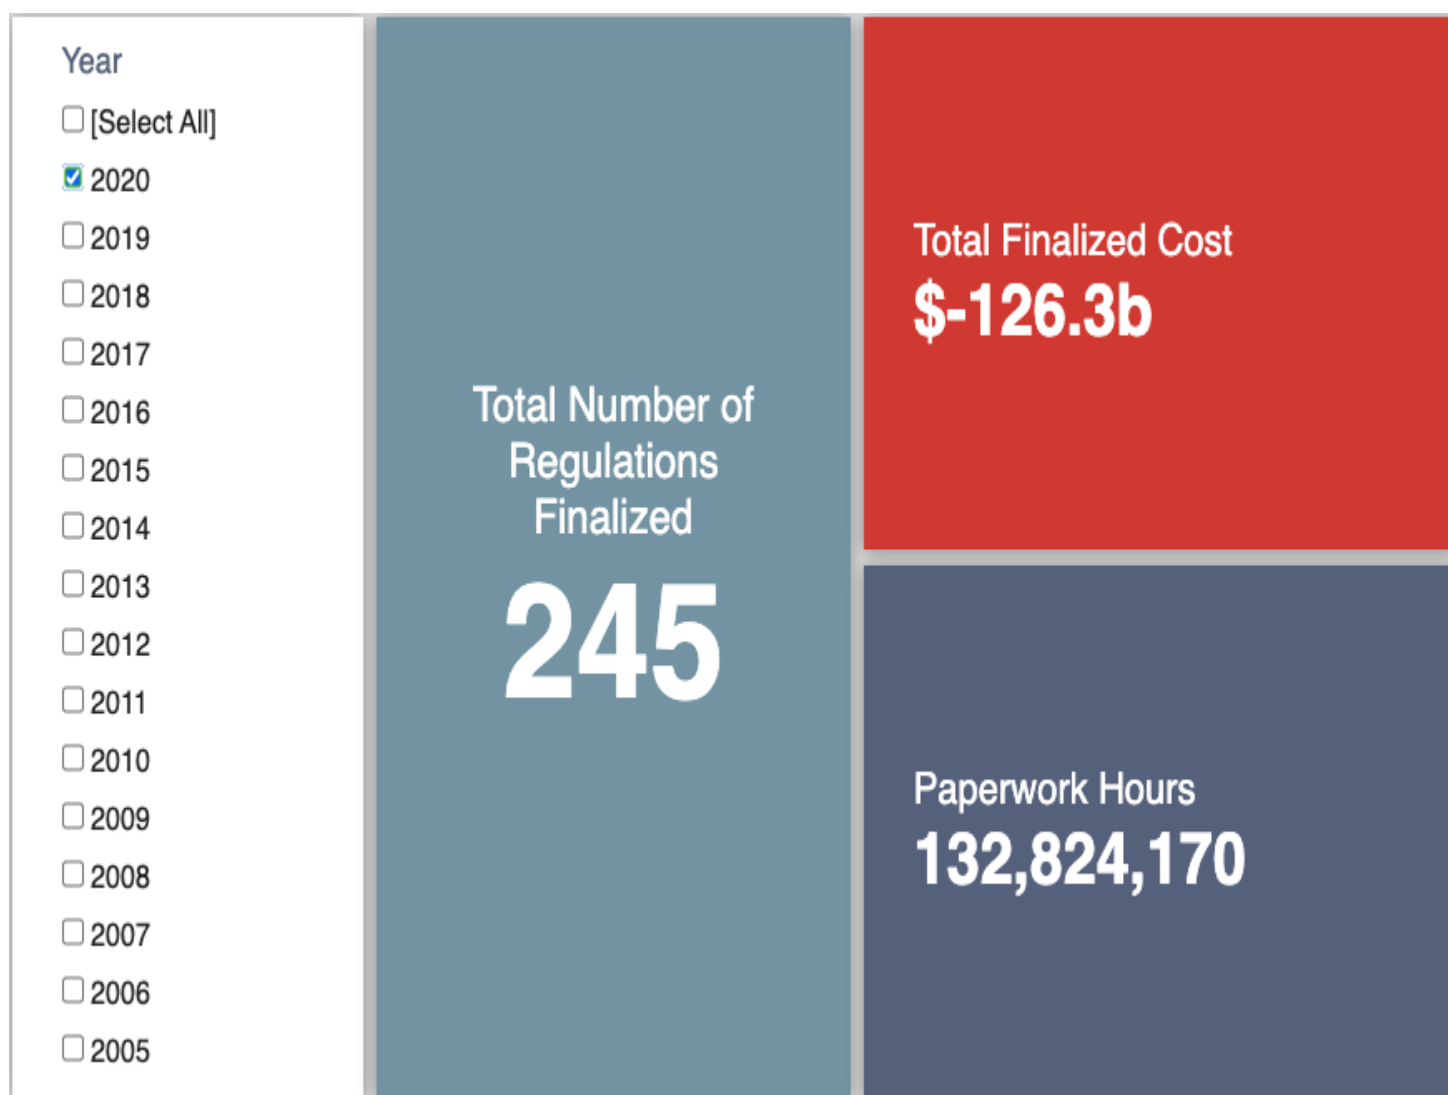 Year
[Select All]
2020
2019
2018
2017
2016
2015
2014
2013
2012
2011
2010
2009
2008
2007
2006
2005
Total Number of
Regulations
Finalized
245
Total Finalized Cost
$-126.3b
Paperwork Hours
132,824,170